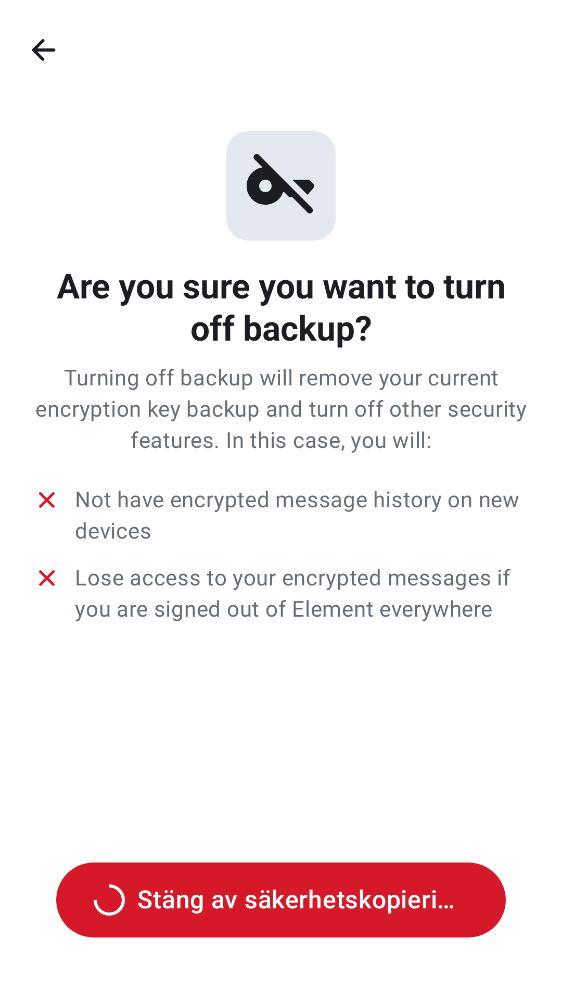 Are you sure you want to turn
off backup?
Turning off backup will remove your current
encryption key backup and turn off other security
features. In this case, you will:
Not have encrypted message history on new
devices
Lose access to your encrypted messages if
you are signed out of Element everywhere
Stäng av säkerhetskopieri…